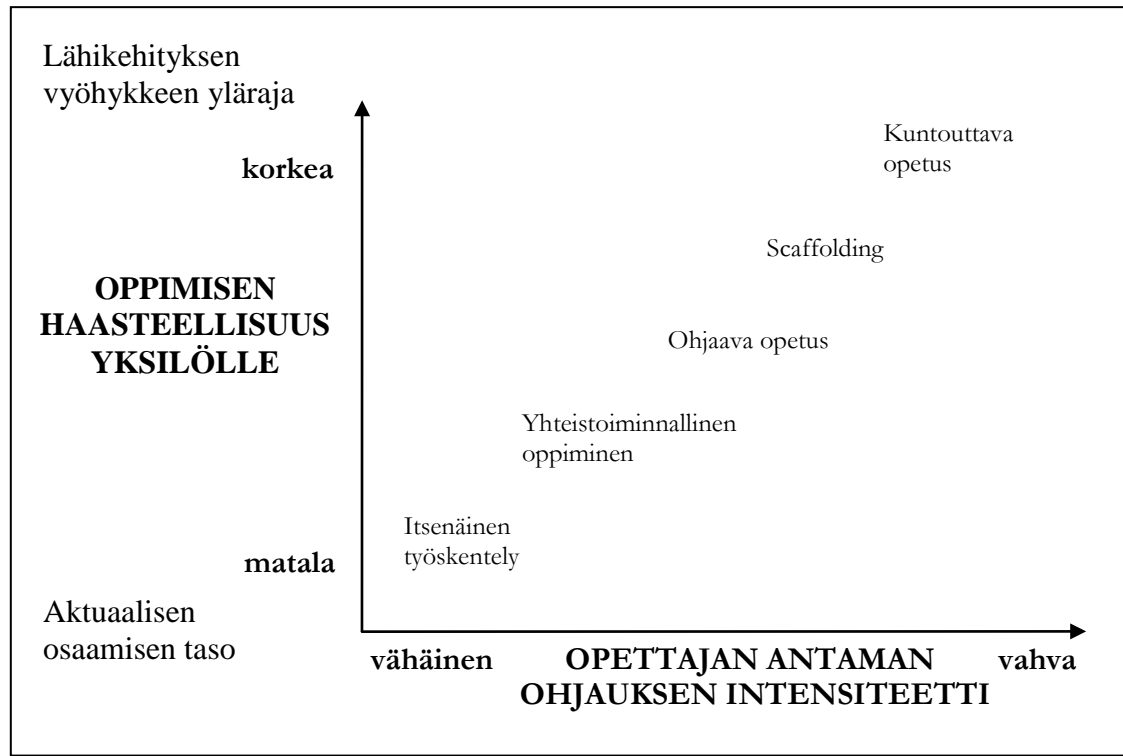 Lähikehityksen
vyöhykkeen yläraja
Kuntouttava
opetus
korkea
Scaffolding
OPPIMISEN
HAASTEELLISUUS
YKSILÖLLE
Ohjaava opetus
Yhteistoiminnallinen
oppiminen
Itsenäinen
työskentely
matala
Aktuaalisen
osaamisen taso
vähäinen
OPETTAJAN ANTAMAN
OHJAUKSEN INTENSITEETTI
vahva